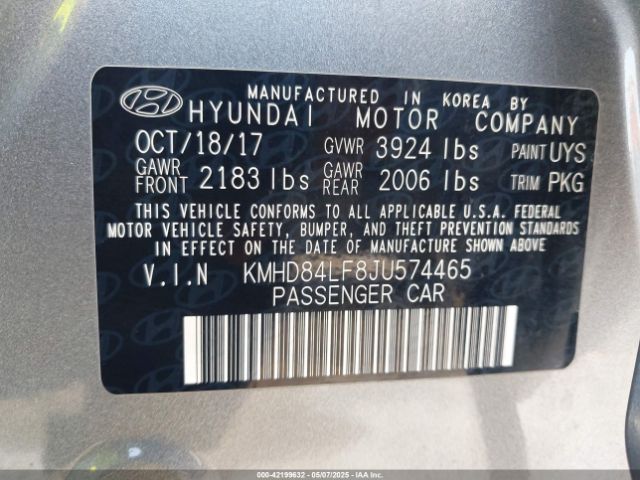 MANUFACTURED IN KOREA BY
HYUNDAI MOTOR COMPANY
OCT/18/17 GVWR 3924 lbs PAINT UYS
GAWR FRONT 2183 lbs GAWR REAR 2006 lbs TRIM PKG
THIS VEHICLE CONFORMS TO ALL APPLICABLE U.S.A. FEDERAL
MOTOR VEHICLE SAFETY, BUMPER, AND THEFT PREVENTION STANDARDS
IN EFFECT ON THE DATE OF MANUFACTURE SHOWN ABOVE.
V.I.N KMHD84LF8JU574465
PASSENGER CAR
000-42199632 - 05/07/2025 - All Rights Reserved